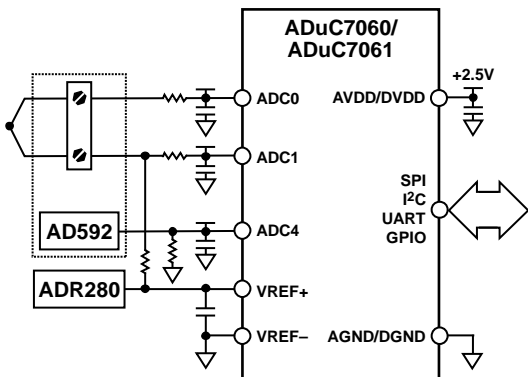 ADuC7060/
ADuC7061
+2.5V
ADC0
AVDD/DVDD
ADC1
SPI
I²C
UART
GPIO
AD592
ADC4
ADR280
VREF+
VREF–
AGND/DGND